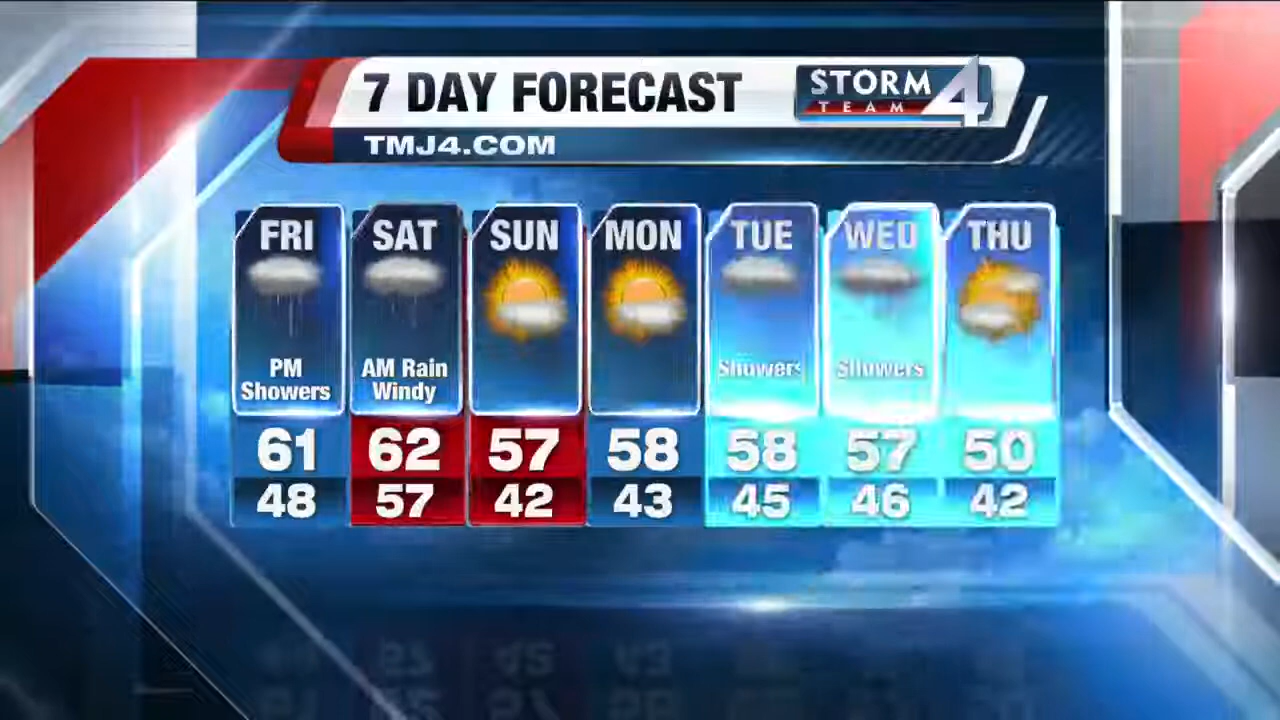 7 DAY FORECAST
STORM 4
TEAM
TMJ4.COM
FRI SAT SUN MON TUE WED THU
PM AM Rain Showers Showers
Showers Windy
61 62 57 58 58 57 50
48 57 42 43 45 46 42